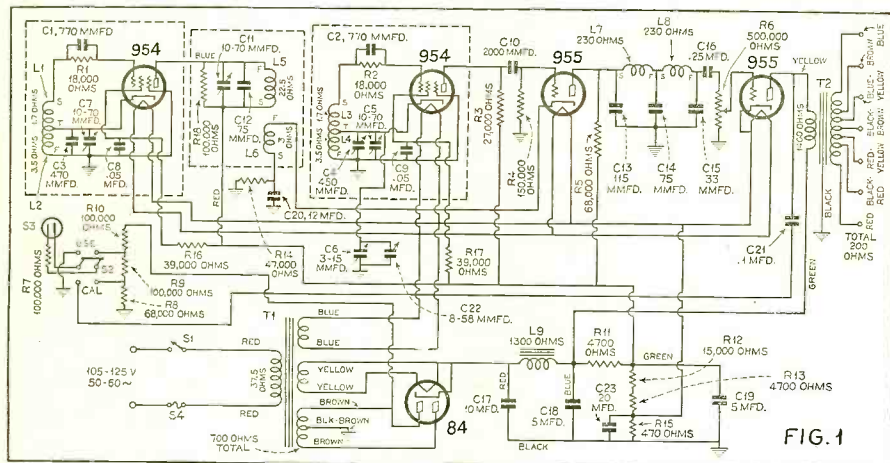 C1, 770 MMFD.
954
R1
18,000
OHMS
L1
1.7 OHMS
S
T
F
3.5 OHMS
C7
10-70
MMFD.
C3
470
MMFD.
C8
.05
MFD.
L2
BLUE
C11
10-70 MMFD.
L5
F
S
22.5 OHMS
R18
100,000 OHMS
C12
75
MMFD.
F
S
L6
RED
C20, 12 MMFD.
R14
47,000
OHMS
C2, 770 MMFD.
954
R2
18,000
OHMS
1.7 OHMS
S
L3
T
L4
F
3.5 OHMS
C5
10-70
MMFD.
C4
450
MMFD.
C9
.05
MFD.
C6
3-15
MMFD.
C22
8-58 MMFD.
R17
39,000
OHMS
C10
2000 MMFD.
R3
27,000 OHMS
R4
150,000 OHMS
955
R5
68,000 OHMS
L7
230 OHMS
L8
230 OHMS
S
F
S
F
C16
.25 MFD.
R6
500,000
OHMS
C13
115
MMFD.
C14
75
MMFD.
C15
33
MMFD.
955
YELLOW
T2
1400 OHMS
BLACK
GREEN
C21
.1 MFD.
BLUE
BROWN
BLUE-
YELLOW
BLACK-
BROWN
RED-
YELLOW
BLACK-
RED
RED
TOTAL
200
OHMS
S3
R7
100,000 OHMS
R10
100,000
OHMS
USE
S2
CAL
R9
100,000 OHMS
R8
68,000 OHMS
R16
39,000 OHMS
S1
105-125 V
50-60~
S4
RED
RED
37.5
OHMS
T1
BLUE
BLUE
YELLOW
YELLOW
BROWN
BLK-BROWN
BROWN
700 OHMS
TOTAL
84
L9
1300 OHMS
RED
C17
10 MFD.
BLUE
C18
5 MFD.
BLACK
R11
4700
OHMS
GREEN
R12
15,000 OHMS
R13
4700 OHMS
C23
20
MFD.
R15
470 OHMS
C19
5 MFD.
FIG. 1